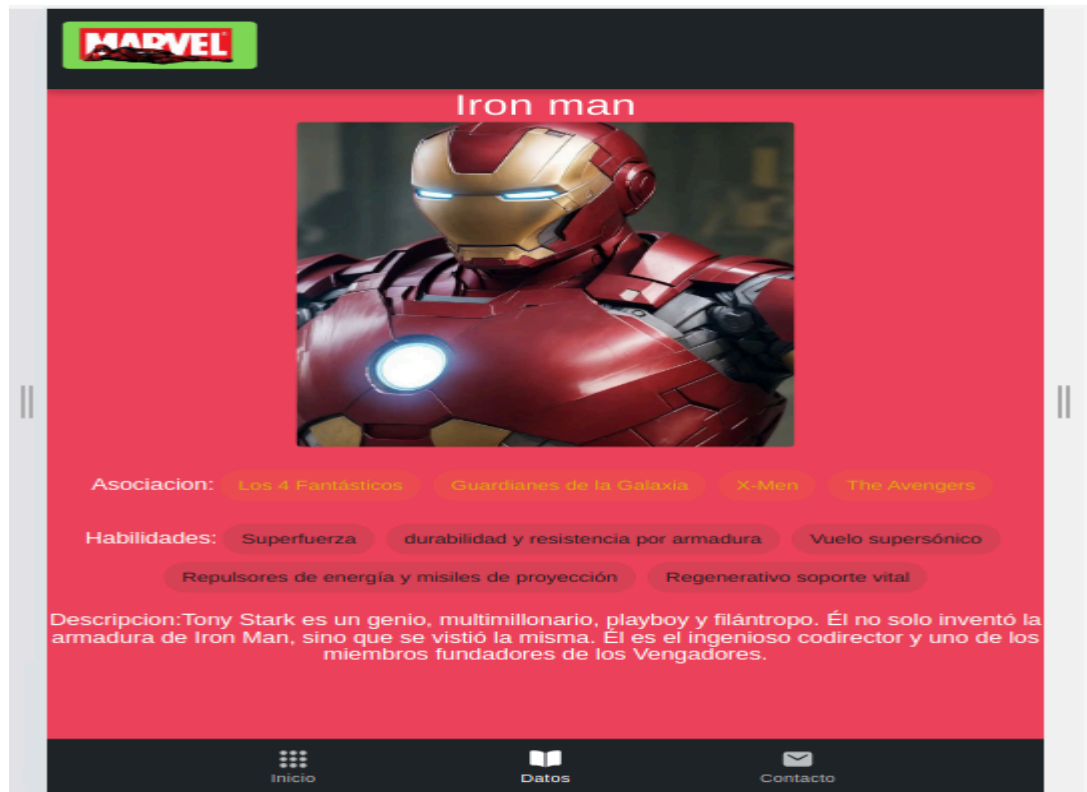 MARVEL
Iron man
Asociacion: Los 4 Fantásticos Guardianes de la Galaxia X-Men The Avengers
Habilidades: Superfuerza durabilidad y resistencia por armadura Vuelo supersónico
Repulsores de energía y misiles de proyección Regenerativo soporte vital
Descripcion:Tony Stark es un genio, multimillonario, playboy y filántropo. Él no solo inventó la
armadura de Iron Man, sino que se vistió la misma. Él es el ingenioso codirector y uno de los
miembros fundadores de los Vengadores.
Inicio Datos Contacto